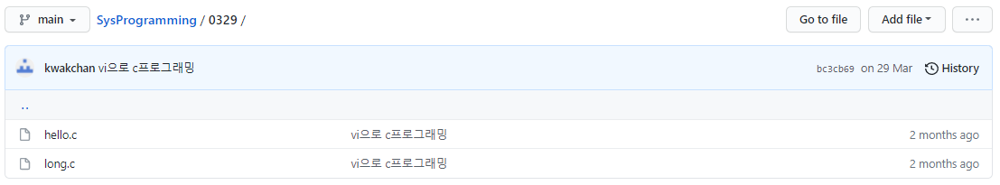 main SysProgramming / 0329 / Go to file Add file ...
kwakchan vi으로 c프로그래밍 bc3cb69 on 29 Mar History
..
hello.c vi으로 c프로그래밍 2 months ago
long.c vi으로 c프로그래밍 2 months ago